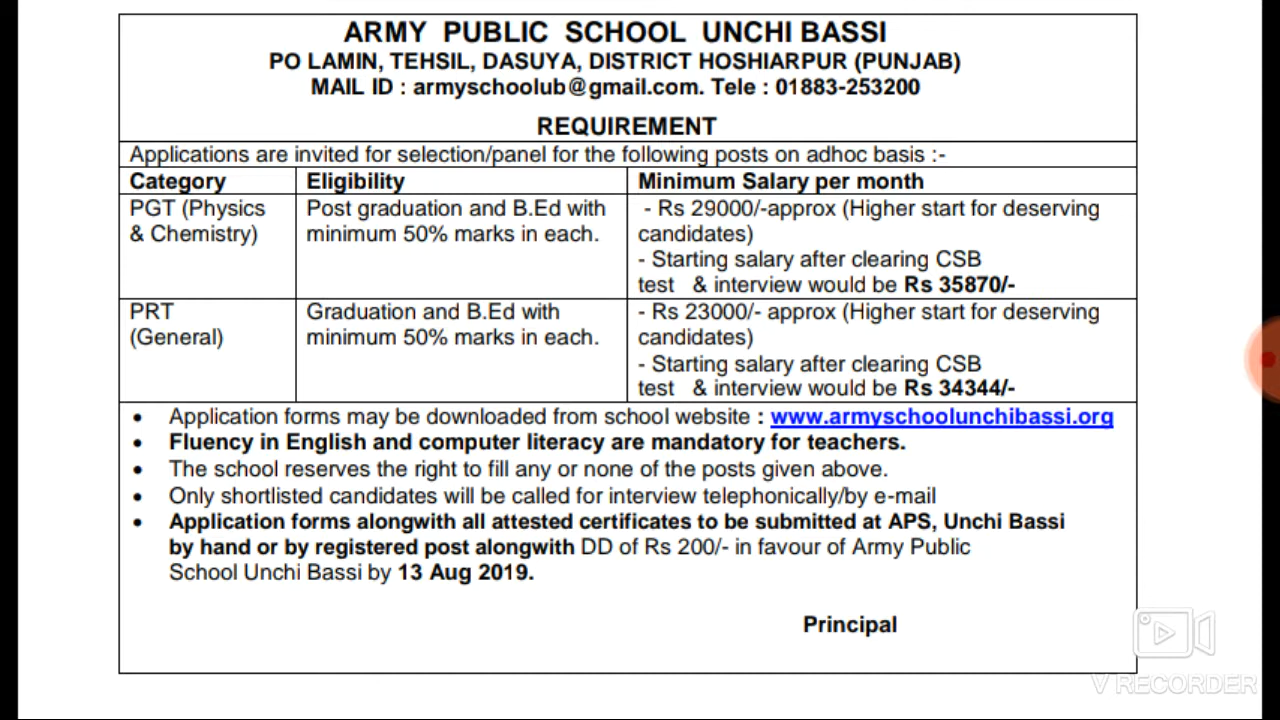 ARMY PUBLIC SCHOOL UNCHI BASSI
PO LAMIN, TEHSIL, DASUYA, DISTRICT HOSHIARPUR (PUNJAB)
MAIL ID : armyschoolub@gmail.com. Tele : 01883-253200
REQUIREMENT
Applications are invited for selection/panel for the following posts on adhoc basis :-
Category Eligibility Minimum Salary per month
PGT (Physics
& Chemistry)
Post graduation and B.Ed with
minimum 50% marks in each.
- Rs 29000/-approx (Higher start for deserving
candidates)
- Starting salary after clearing CSB
test & interview would be Rs 35870/-
PRT
(General)
Graduation and B.Ed with
minimum 50% marks in each.
- Rs 23000/- approx (Higher start for deserving
candidates)
- Starting salary after clearing CSB
test & interview would be Rs 34344/-
• Application forms may be downloaded from school website : www.armyschoolunchibassi.org
• Fluency in English and computer literacy are mandatory for teachers.
• The school reserves the right to fill any or none of the posts given above.
• Only shortlisted candidates will be called for interview telephonically/by e-mail
• Application forms alongwith all attested certificates to be submitted at APS, Unchi Bassi
by hand or by registered post alongwith DD of Rs 200/- in favour of Army Public
School Unchi Bassi by 13 Aug 2019.
Principal
V RECORDER